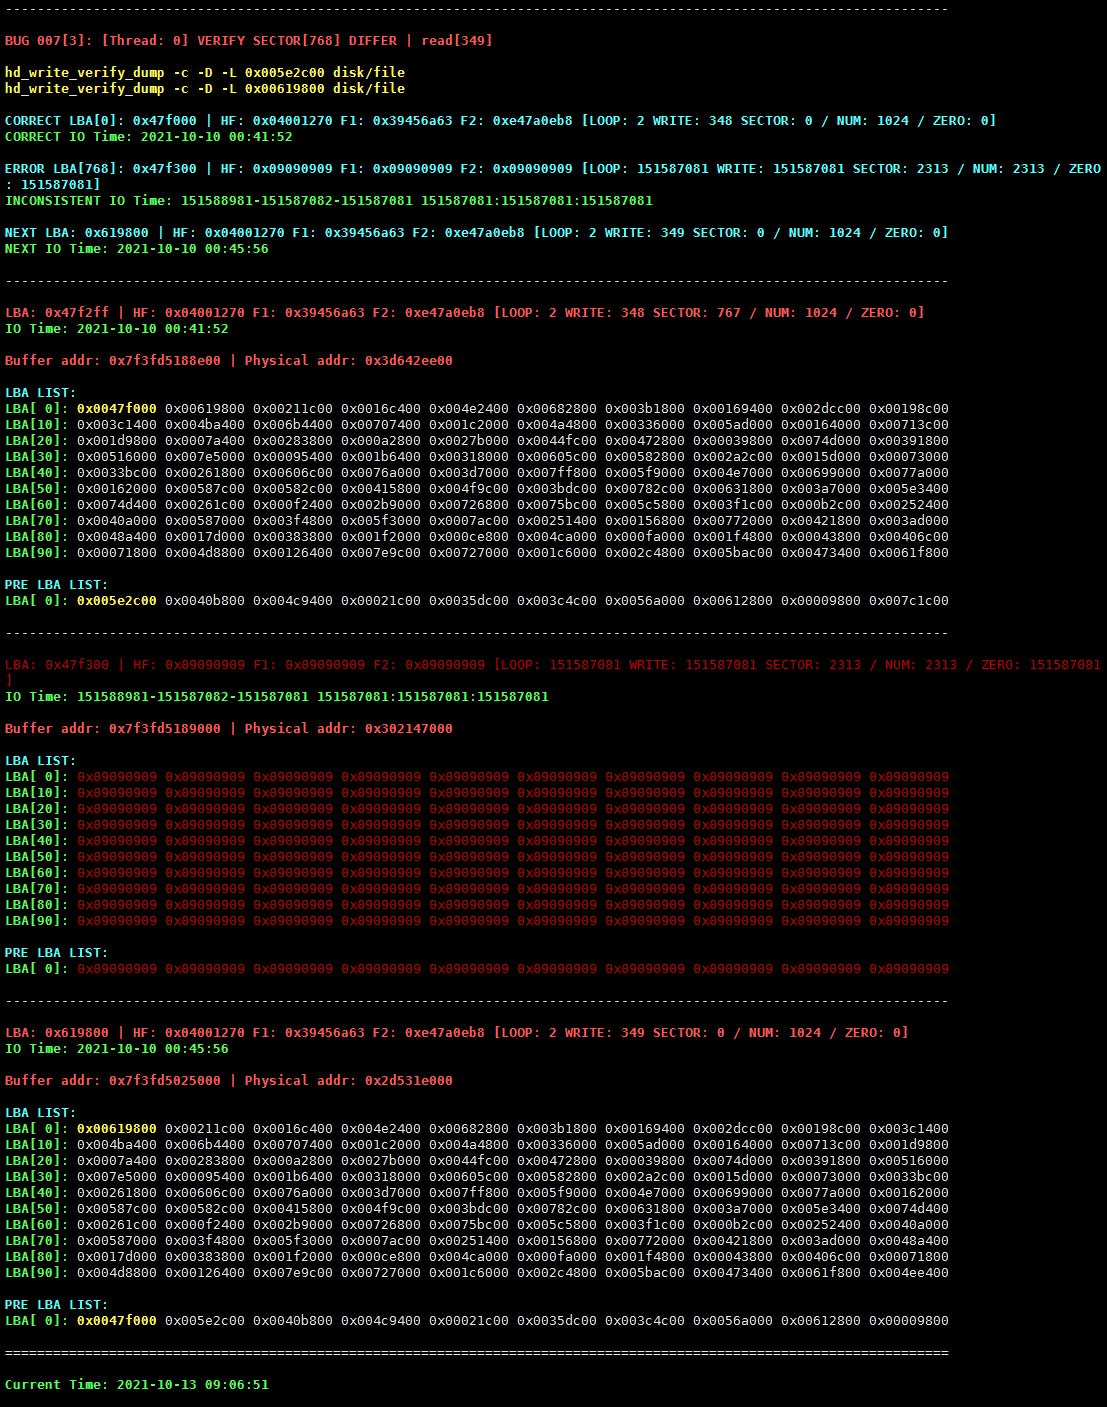 ----------------------------------------------------------------------------------------------------------------------
BUG 007[3]: [Thread: 0] VERIFY SECTOR[768] DIFFER | read[349]
hd_write_verify_dump -c -D -L 0x005e2c00 disk/file
hd_write_verify_dump -c -D -L 0x00619800 disk/file
CORRECT LBA[0]: 0x47f000 | HF: 0x04001270 F1: 0x39456a63 F2: 0xe47a0eb8 [LOOP: 2 WRITE: 348 SECTOR: 0 / NUM: 1024 / ZERO: 0]
CORRECT IO Time: 2021-10-10 00:41:52
ERROR LBA[768]: 0x47f300 | HF: 0x09090909 F1: 0x09090909 F2: 0x09090909 [LOOP: 151587081 WRITE: 151587081 SECTOR: 2313 / NUM: 2313 / ZERO
: 151587081]
INCONSISTENT IO Time: 151588981-151587082-151587081 151587081:151587081:151587081
NEXT LBA: 0x619800 | HF: 0x04001270 F1: 0x39456a63 F2: 0xe47a0eb8 [LOOP: 2 WRITE: 349 SECTOR: 0 / NUM: 1024 / ZERO: 0]
NEXT IO Time: 2021-10-10 00:45:56
----------------------------------------------------------------------------------------------------------------------
LBA: 0x47f2ff | HF: 0x04001270 F1: 0x39456a63 F2: 0xe47a0eb8 [LOOP: 2 WRITE: 348 SECTOR: 767 / NUM: 1024 / ZERO: 0]
IO Time: 2021-10-10 00:41:52
Buffer addr: 0x7f3fd5188e00 | Physical addr: 0x3d642ee00
LBA LIST:
LBA[ 0]: 0x0047f000 0x00619800 0x00211c00 0x0016c400 0x004e2400 0x00682800 0x003b1800 0x00169400 0x002dcc00 0x00198c00
LBA[10]: 0x003c1400 0x004ba400 0x006b4400 0x00707400 0x001c2000 0x004a4800 0x00336000 0x005ad000 0x00164000 0x00713c00
LBA[20]: 0x001d9800 0x0007a400 0x00283800 0x000a2800 0x0027b000 0x0044fc00 0x00472800 0x00039800 0x0074d000 0x00391800
LBA[30]: 0x00516000 0x007e5000 0x00095400 0x001b6400 0x00318000 0x00605c00 0x00582800 0x002a2c00 0x0015d000 0x00073000
LBA[40]: 0x0033bc00 0x00261800 0x00606c00 0x0076a000 0x003d7000 0x007ff800 0x005f9000 0x004e7000 0x00699000 0x0077a000
LBA[50]: 0x00162000 0x00587c00 0x00582c00 0x00415800 0x004f9c00 0x003bdc00 0x00782c00 0x00631800 0x003a7000 0x005e3400
LBA[60]: 0x0074d400 0x00261c00 0x000f2400 0x002b9000 0x00726800 0x0075bc00 0x005c5800 0x003f1c00 0x000b2c00 0x00252400
LBA[70]: 0x0040a000 0x00587000 0x003f4800 0x005f3000 0x0007ac00 0x00251400 0x00156800 0x00772000 0x00421800 0x003ad000
LBA[80]: 0x0048a400 0x0017d000 0x00383800 0x001f2000 0x000ce800 0x004ca000 0x000fa000 0x001f4800 0x00043800 0x00406c00
LBA[90]: 0x00071800 0x004d8800 0x00126400 0x007e9c00 0x00727000 0x001c6000 0x002c4800 0x005bac00 0x00473400 0x0061f800
PRE LBA LIST:
LBA[ 0]: 0x005e2c00 0x0040b800 0x004c9400 0x00021c00 0x0035dc00 0x003c4c00 0x0056a000 0x00612800 0x00009800 0x007c1c00
----------------------------------------------------------------------------------------------------------------------
LBA: 0x47f300 | HF: 0x09090909 F1: 0x09090909 F2: 0x09090909 [LOOP: 151587081 WRITE: 151587081 SECTOR: 2313 / NUM: 2313 / ZERO: 151587081
]
IO Time: 151588981-151587082-151587081 151587081:151587081:151587081
Buffer addr: 0x7f3fd5189000 | Physical addr: 0x302147000
LBA LIST:
LBA[ 0]: 0x09090909 0x09090909 0x09090909 0x09090909 0x09090909 0x09090909 0x09090909 0x09090909 0x09090909 0x09090909
LBA[10]: 0x09090909 0x09090909 0x09090909 0x09090909 0x09090909 0x09090909 0x09090909 0x09090909 0x09090909 0x09090909
LBA[20]: 0x09090909 0x09090909 0x09090909 0x09090909 0x09090909 0x09090909 0x09090909 0x09090909 0x09090909 0x09090909
LBA[30]: 0x09090909 0x09090909 0x09090909 0x09090909 0x09090909 0x09090909 0x09090909 0x09090909 0x09090909 0x09090909
LBA[40]: 0x09090909 0x09090909 0x09090909 0x09090909 0x09090909 0x09090909 0x09090909 0x09090909 0x09090909 0x09090909
LBA[50]: 0x09090909 0x09090909 0x09090909 0x09090909 0x09090909 0x09090909 0x09090909 0x09090909 0x09090909 0x09090909
LBA[60]: 0x09090909 0x09090909 0x09090909 0x09090909 0x09090909 0x09090909 0x09090909 0x09090909 0x09090909 0x09090909
LBA[70]: 0x09090909 0x09090909 0x09090909 0x09090909 0x09090909 0x09090909 0x09090909 0x09090909 0x09090909 0x09090909
LBA[80]: 0x09090909 0x09090909 0x09090909 0x09090909 0x09090909 0x09090909 0x09090909 0x09090909 0x09090909 0x09090909
LBA[90]: 0x09090909 0x09090909 0x09090909 0x09090909 0x09090909 0x09090909 0x09090909 0x09090909 0x09090909 0x09090909
PRE LBA LIST:
LBA[ 0]: 0x09090909 0x09090909 0x09090909 0x09090909 0x09090909 0x09090909 0x09090909 0x09090909 0x09090909 0x09090909
----------------------------------------------------------------------------------------------------------------------
LBA: 0x619800 | HF: 0x04001270 F1: 0x39456a63 F2: 0xe47a0eb8 [LOOP: 2 WRITE: 349 SECTOR: 0 / NUM: 1024 / ZERO: 0]
IO Time: 2021-10-10 00:45:56
Buffer addr: 0x7f3fd5025000 | Physical addr: 0x2d531e000
LBA LIST:
LBA[ 0]: 0x00619800 0x00211c00 0x0016c400 0x004e2400 0x00682800 0x003b1800 0x00169400 0x002dcc00 0x00198c00 0x003c1400
LBA[10]: 0x004ba400 0x006b4400 0x00707400 0x001c2000 0x004a4800 0x00336000 0x005ad000 0x00164000 0x00713c00 0x001d9800
LBA[20]: 0x0007a400 0x00283800 0x000a2800 0x0027b000 0x0044fc00 0x00472800 0x00039800 0x0074d000 0x00391800 0x00516000
LBA[30]: 0x007e5000 0x00095400 0x001b6400 0x00318000 0x00605c00 0x00582800 0x002a2c00 0x0015d000 0x00073000 0x0033bc00
LBA[40]: 0x00261800 0x00606c00 0x0076a000 0x003d7000 0x007ff800 0x005f9000 0x004e7000 0x00699000 0x0077a000 0x00162000
LBA[50]: 0x00587c00 0x00582c00 0x00415800 0x004f9c00 0x003bdc00 0x00782c00 0x00631800 0x003a7000 0x005e3400 0x0074d400
LBA[60]: 0x00261c00 0x000f2400 0x002b9000 0x00726800 0x0075bc00 0x005c5800 0x003f1c00 0x000b2c00 0x00252400 0x0040a000
LBA[70]: 0x00587000 0x003f4800 0x005f3000 0x0007ac00 0x00251400 0x00156800 0x00772000 0x00421800 0x003ad000 0x0048a400
LBA[80]: 0x0017d000 0x00383800 0x001f2000 0x000ce800 0x004ca000 0x000fa000 0x001f4800 0x00043800 0x00406c00 0x00071800
LBA[90]: 0x004d8800 0x00126400 0x007e9c00 0x00727000 0x001c6000 0x002c4800 0x005bac00 0x00473400 0x0061f800 0x004ee400
PRE LBA LIST:
LBA[ 0]: 0x0047f000 0x005e2c00 0x0040b800 0x004c9400 0x00021c00 0x0035dc00 0x003c4c00 0x0056a000 0x00612800 0x00009800
======================================================================================================================
Current Time: 2021-10-13 09:06:51